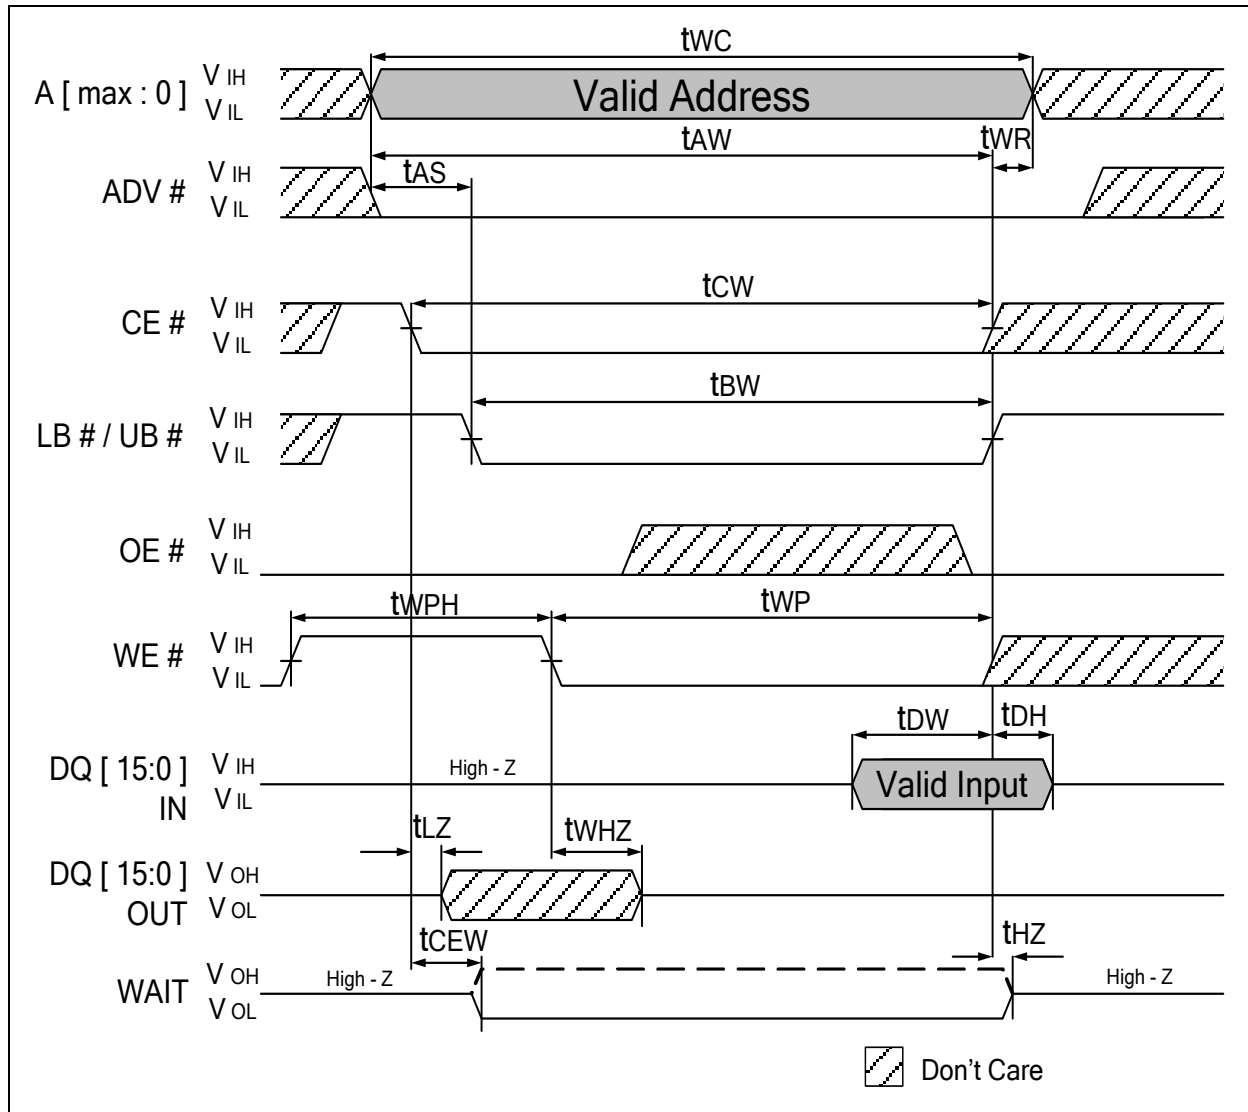 tWC
A [ max : 0 ] V IH
V IL
Valid Address
tAW
tWR
tAS
ADV # V IH
V IL
tCW
CE # V IH
V IL
tBW
LB # / UB # V IH
V IL
OE # V IH
V IL
tWPH
tWP
WE # V IH
V IL
tDW
tDH
DQ [ 15:0 ] V IH
IN V IL
High - Z
Valid Input
tLZ
tWHZ
DQ [ 15:0 ] V OH
OUT V OL
tCEW
tHZ
WAIT V OH
V OL
High - Z
High - Z
Don't Care